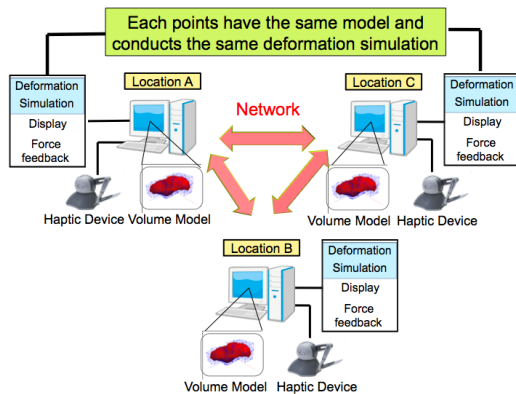 Each points have the same model and
conducts the same deformation simulation
Location A
Deformation
Simulation
Display
Force
feedback
Haptic Device
Volume Model
Network
Location C
Deformation
Simulation
Display
Force
feedback
Volume Model
Haptic Device
Location B
Deformation
Simulation
Display
Force
feedback
Volume Model
Haptic Device